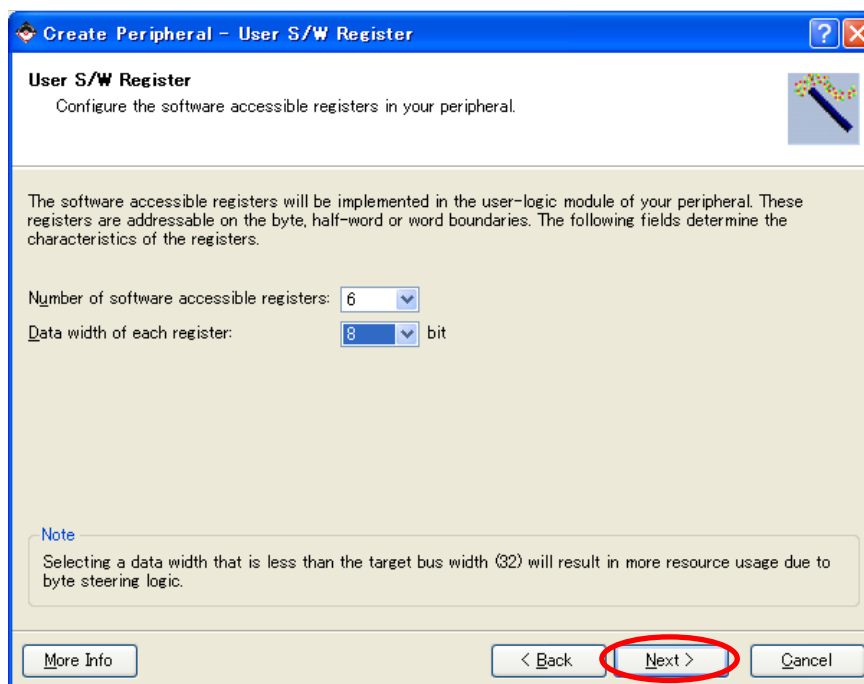 Create Peripheral - User S/W Register
User S/W Register
Configure the software accessible registers in your peripheral.
The software accessible registers will be implemented in the user-logic module of your peripheral. These
registers are addressable on the byte, half-word or word boundaries. The following fields determine the
characteristics of the registers.
Number of software accessible registers: 6
Data width of each register: 8 bit
Note
Selecting a data width that is less than the target bus width (32) will result in more resource usage due to
byte steering logic.
More Info < Back Next > Cancel